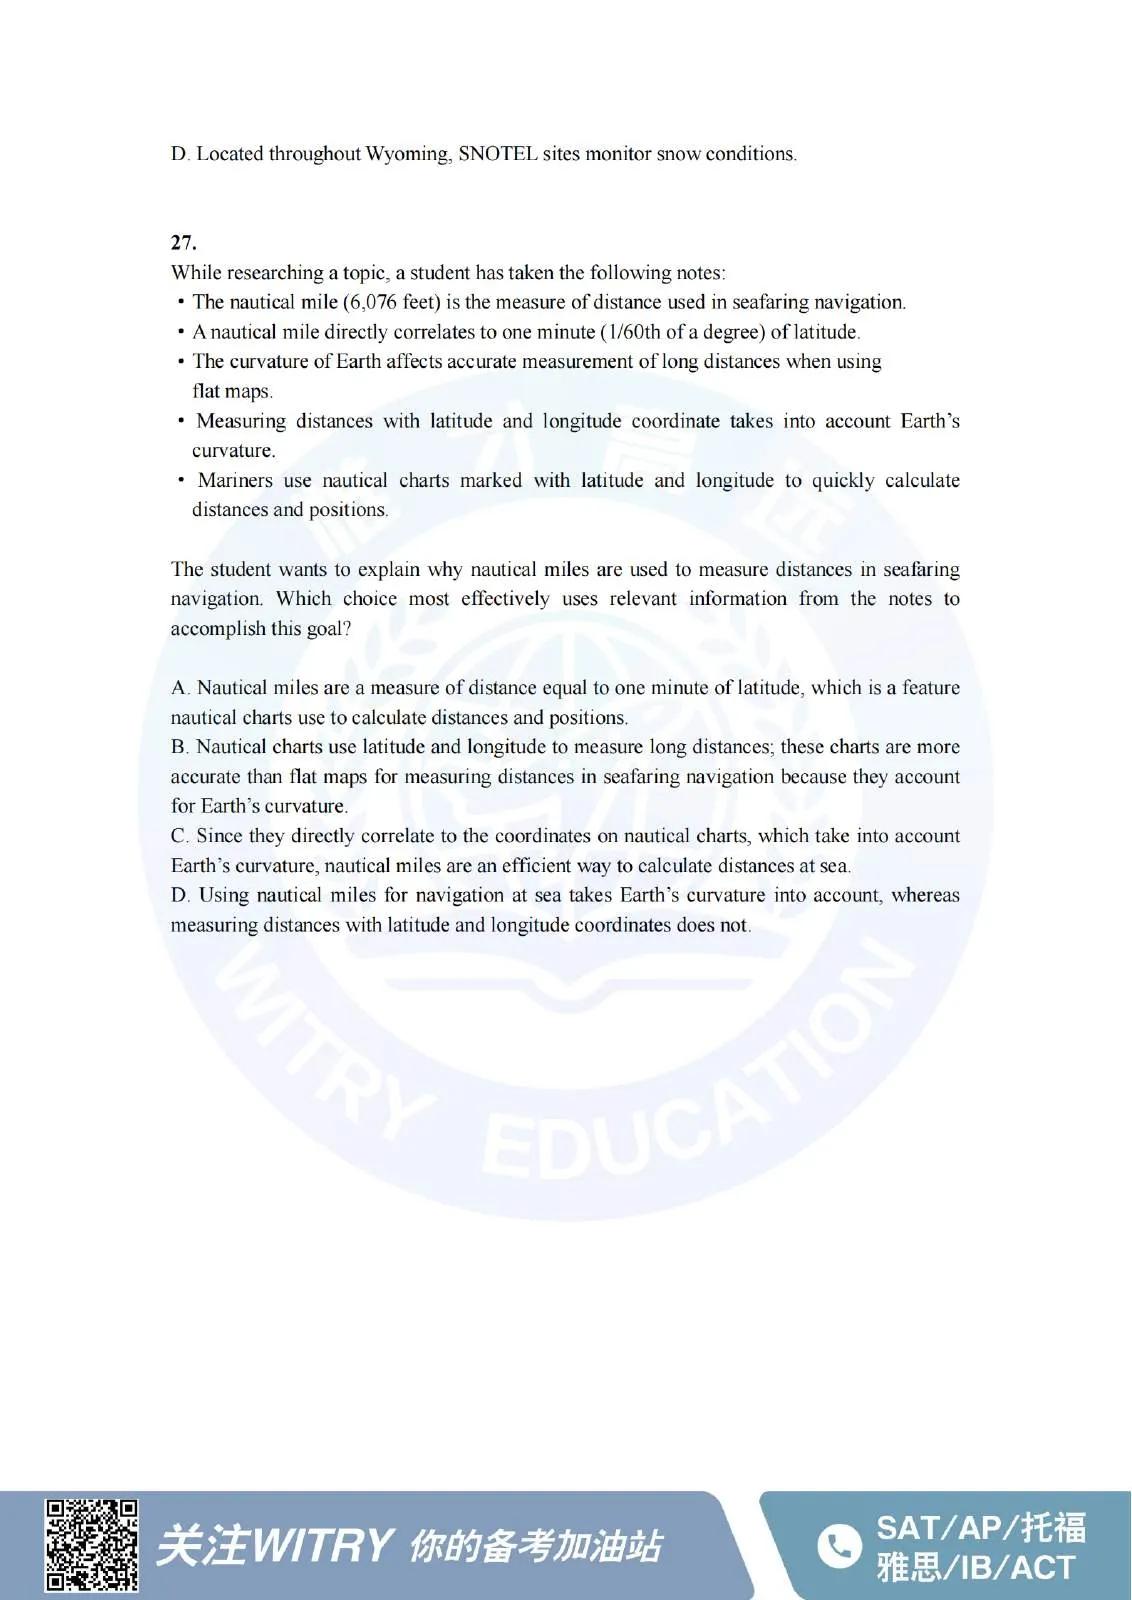 D. Located throughout Wyoming, SNOTEL sites monitor snow conditions.
27.
While researching a topic, a student has taken the following notes:
• The nautical mile (6,076 feet) is the measure of distance used in seafaring navigation.
• A nautical mile directly correlates to one minute (1/60th of a degree) of latitude.
• The curvature of Earth affects accurate measurement of long distances when using
flat maps.
• Measuring distances with latitude and longitude coordinate takes into account Earth’s
curvature.
• Mariners use nautical charts marked with latitude and longitude to quickly calculate
distances and positions.
The student wants to explain why nautical miles are used to measure distances in seafaring
navigation. Which choice most effectively uses relevant information from the notes to
accomplish this goal?
A. Nautical miles are a measure of distance equal to one minute of latitude, which is a feature
nautical charts use to calculate distances and positions.
B. Nautical charts use latitude and longitude to measure long distances; these charts are more
accurate than flat maps for measuring distances in seafaring navigation because they account
for Earth’s curvature.
C. Since they directly correlate to the coordinates on nautical charts, which take into account
Earth’s curvature, nautical miles are an efficient way to calculate distances at sea.
D. Using nautical miles for navigation at sea takes Earth’s curvature into account, whereas
measuring distances with latitude and longitude coordinates does not.
WITRY EDUCATION
关注WITRY 你的备考加油站
SAT/AP/托福
雅思/IB/ACT